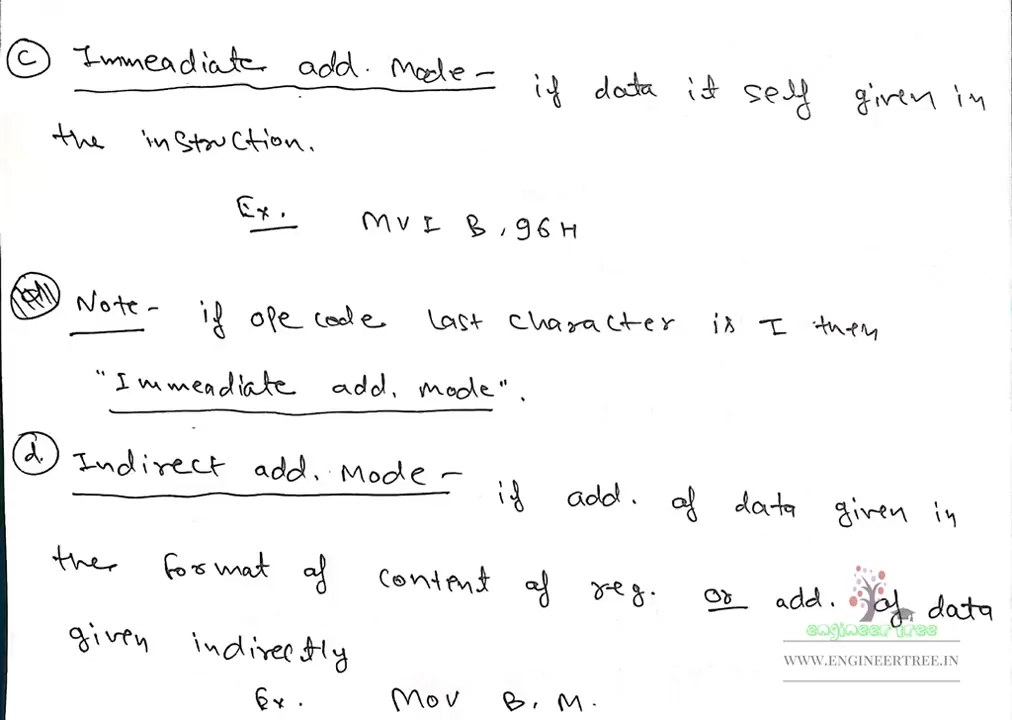 (c) Immeadiate add. Mode - if data it self given in
the instruction.
Ex. MVI B, 96H
Note - if ope code last character is I then
"Immeadiate add. mode".
(d.) Indirect add. Mode - if add. of data given in
the format of content of reg. or add. of data
given indirectly
Ex. Mov B, M.
engineer tree
WWW.ENGINEERTREE.IN